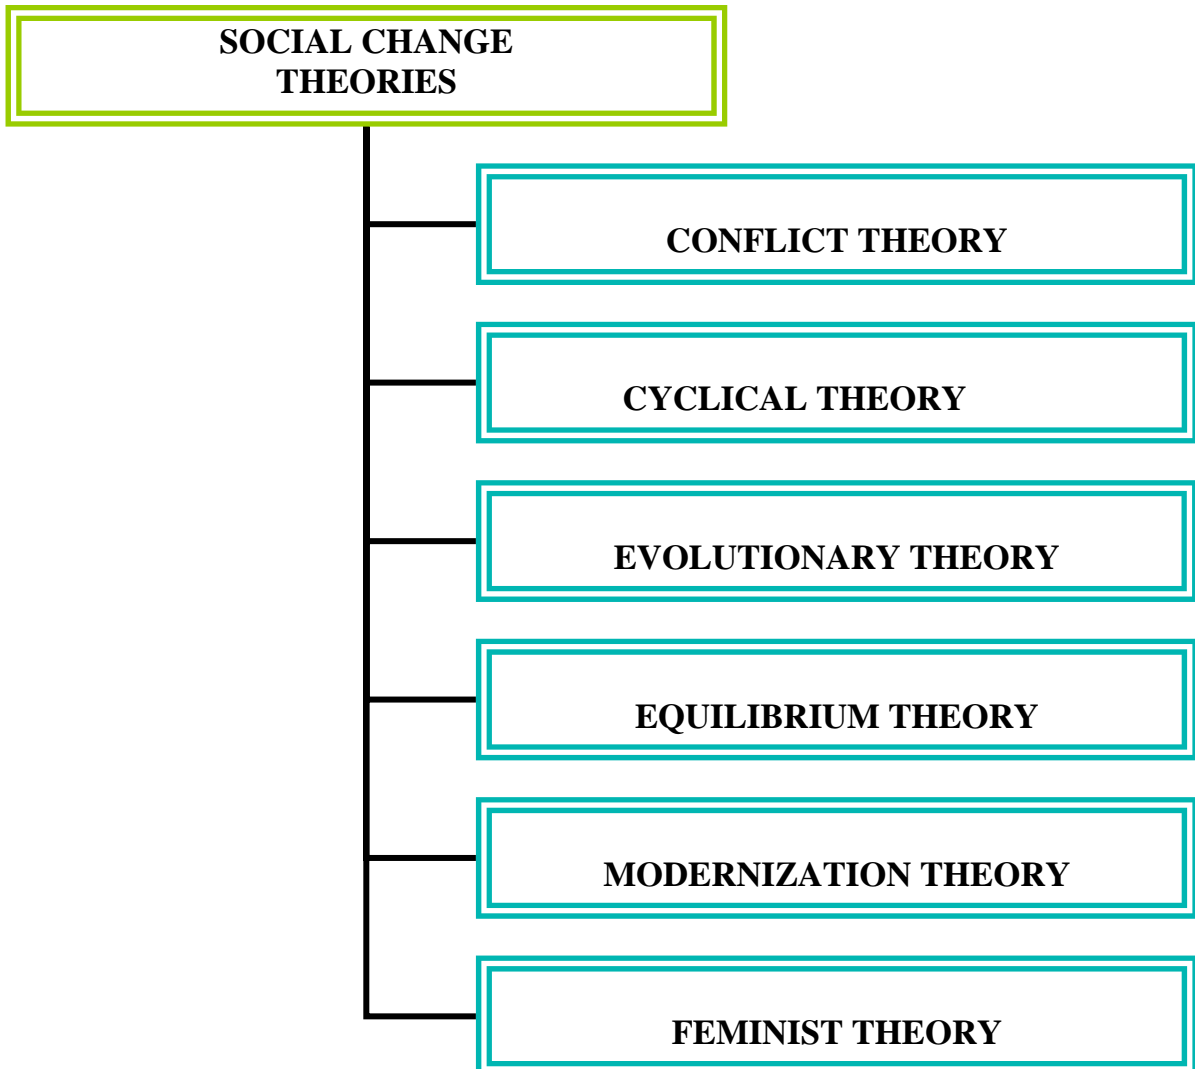 SOCIAL CHANGE
THEORIES
CONFLICT THEORY
CYCLICAL THEORY
EVOLUTIONARY THEORY
EQUILIBRIUM THEORY
MODERNIZATION THEORY
FEMINIST THEORY